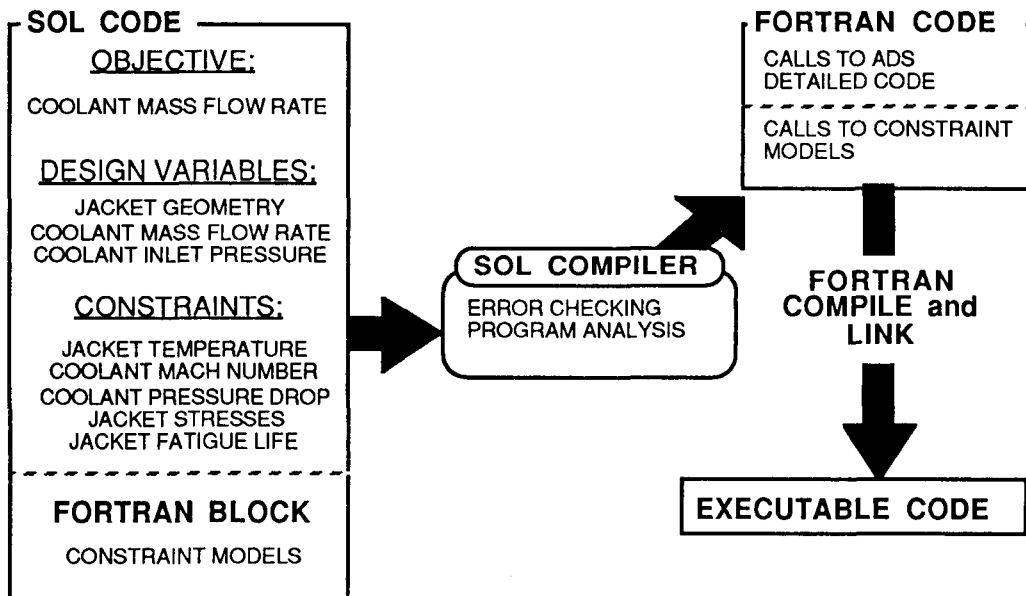 SOL CODE
OBJECTIVE:
COOLANT MASS FLOW RATE
DESIGN VARIABLES:
JACKET GEOMETRY
COOLANT MASS FLOW RATE
COOLANT INLET PRESSURE
CONSTRAINTS:
JACKET TEMPERATURE
COOLANT MACH NUMBER
COOLANT PRESSURE DROP
JACKET STRESSES
JACKET FATIGUE LIFE
FORTRAN BLOCK
CONSTRAINT MODELS
SOL COMPILER
ERROR CHECKING
PROGRAM ANALYSIS
FORTRAN CODE
CALLS TO ADS
DETAILED CODE
CALLS TO CONSTRAINT
MODELS
FORTRAN
COMPILE and
LINK
EXECUTABLE CODE